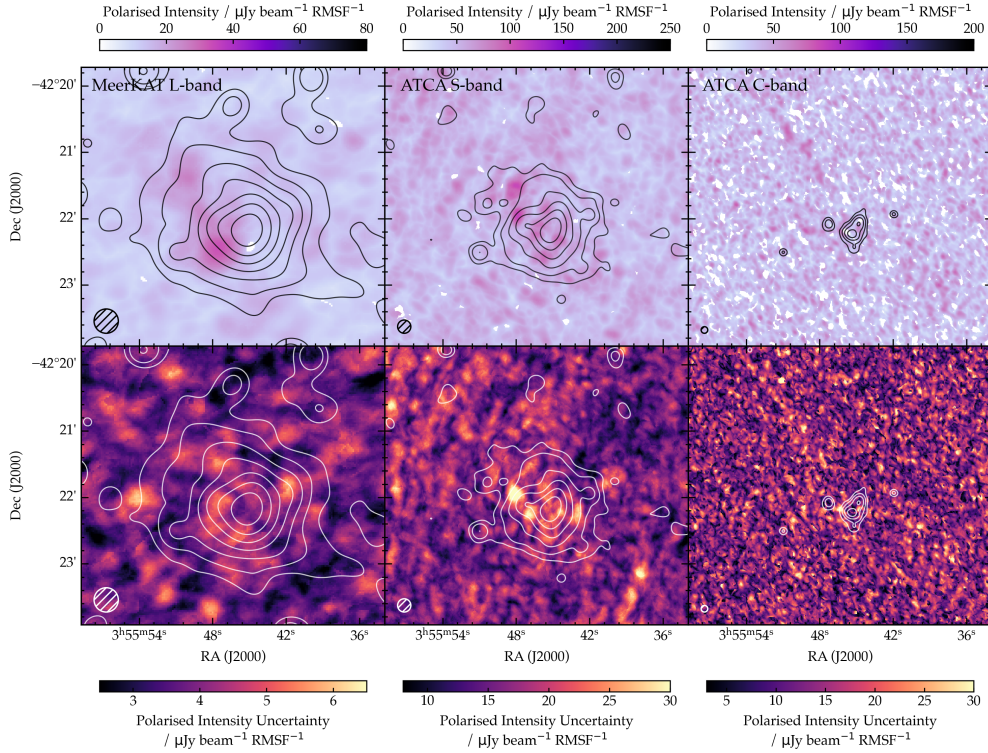 Polarised Intensity / μJy beam⁻¹ RMSF⁻¹ Polarised Intensity / μJy beam⁻¹ RMSF⁻¹ Polarised Intensity / μJy beam⁻¹ RMSF⁻¹
0 20 40 60 80 0 50 100 150 200 250 0 50 100 150 200
MeerKAT L-band ATCA S-band ATCA C-band
−42°20'
21'
22'
23'
Dec (J2000)
−42°20'
21'
22'
23'
Dec (J2000)
3ʰ55ᵐ54ˢ 48ˢ 42ˢ 36ˢ 3ʰ55ᵐ54ˢ 48ˢ 42ˢ 36ˢ 3ʰ55ᵐ54ˢ 48ˢ 42ˢ 36ˢ
RA (J2000) RA (J2000) RA (J2000)
3 4 5 6 10 15 20 25 30 5 10 15 20 25 30
Polarised Intensity Uncertainty Polarised Intensity Uncertainty Polarised Intensity Uncertainty
/ μJy beam⁻¹ RMSF⁻¹ / μJy beam⁻¹ RMSF⁻¹ / μJy beam⁻¹ RMSF⁻¹